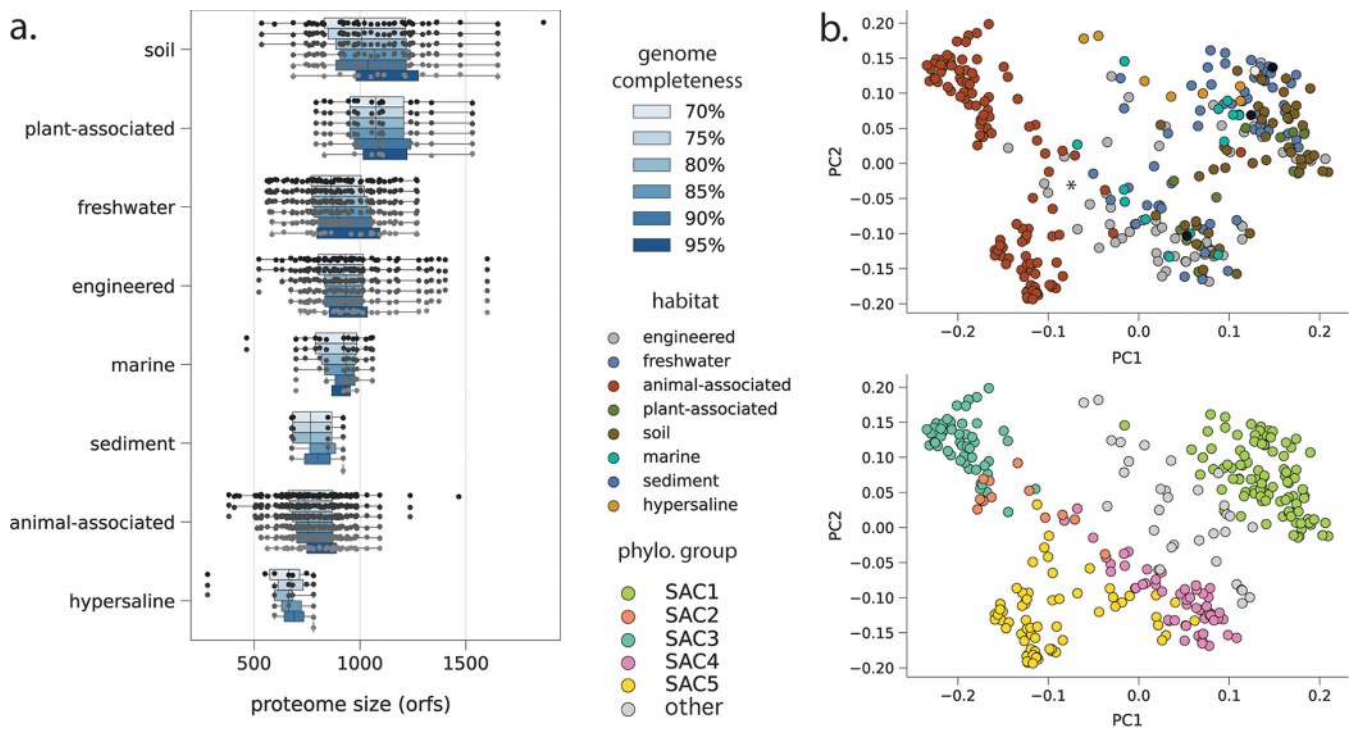 a.
soil
plant-associated
freshwater
engineered
marine
sediment
animal-associated
hypersaline
500
1000
1500
proteome size (orfs)
genome
completeness
70%
75%
80%
85%
90%
95%
habitat
engineered
freshwater
animal-associated
plant-associated
soil
marine
sediment
hypersaline
phylo. group
SAC1
SAC2
SAC3
SAC4
SAC5
other
b.
0.20
0.15
0.10
0.05
0.00
−0.05
−0.10
−0.15
−0.20
PC2
*
−0.2
−0.1
0.0
0.1
0.2
PC1
0.20
0.15
0.10
0.05
0.00
−0.05
−0.10
−0.15
−0.20
PC2
−0.2
−0.1
0.0
0.1
0.2
PC1